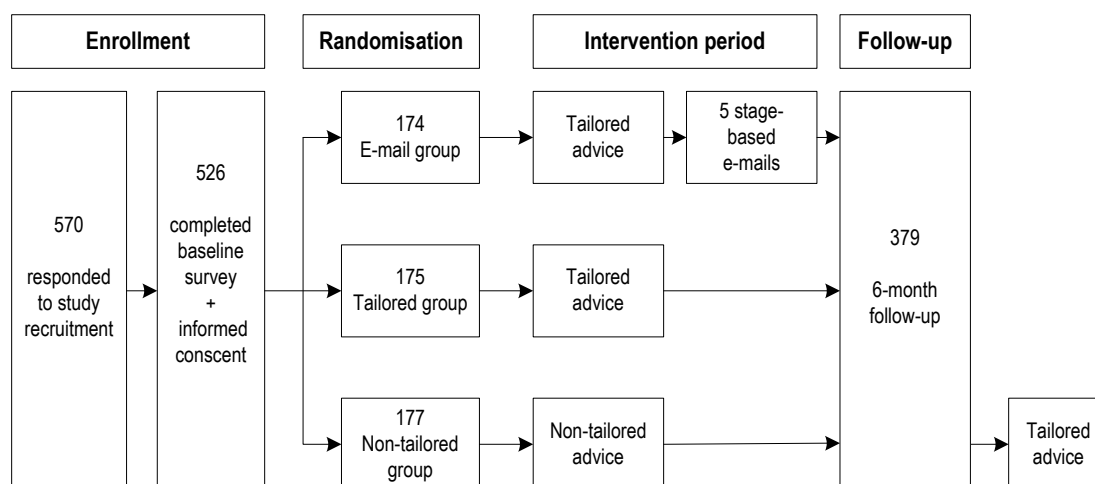 Enrollment
Randomisation
Intervention period
Follow-up
570
responded
to study
recruitment
526
completed
baseline
survey
+
informed
conscent
174
E-mail group
Tailored
advice
5 stage-
based
e-mails
175
Tailored group
Tailored
advice
177
Non-tailored
group
Non-tailored
advice
379
6-month
follow-up
Tailored
advice